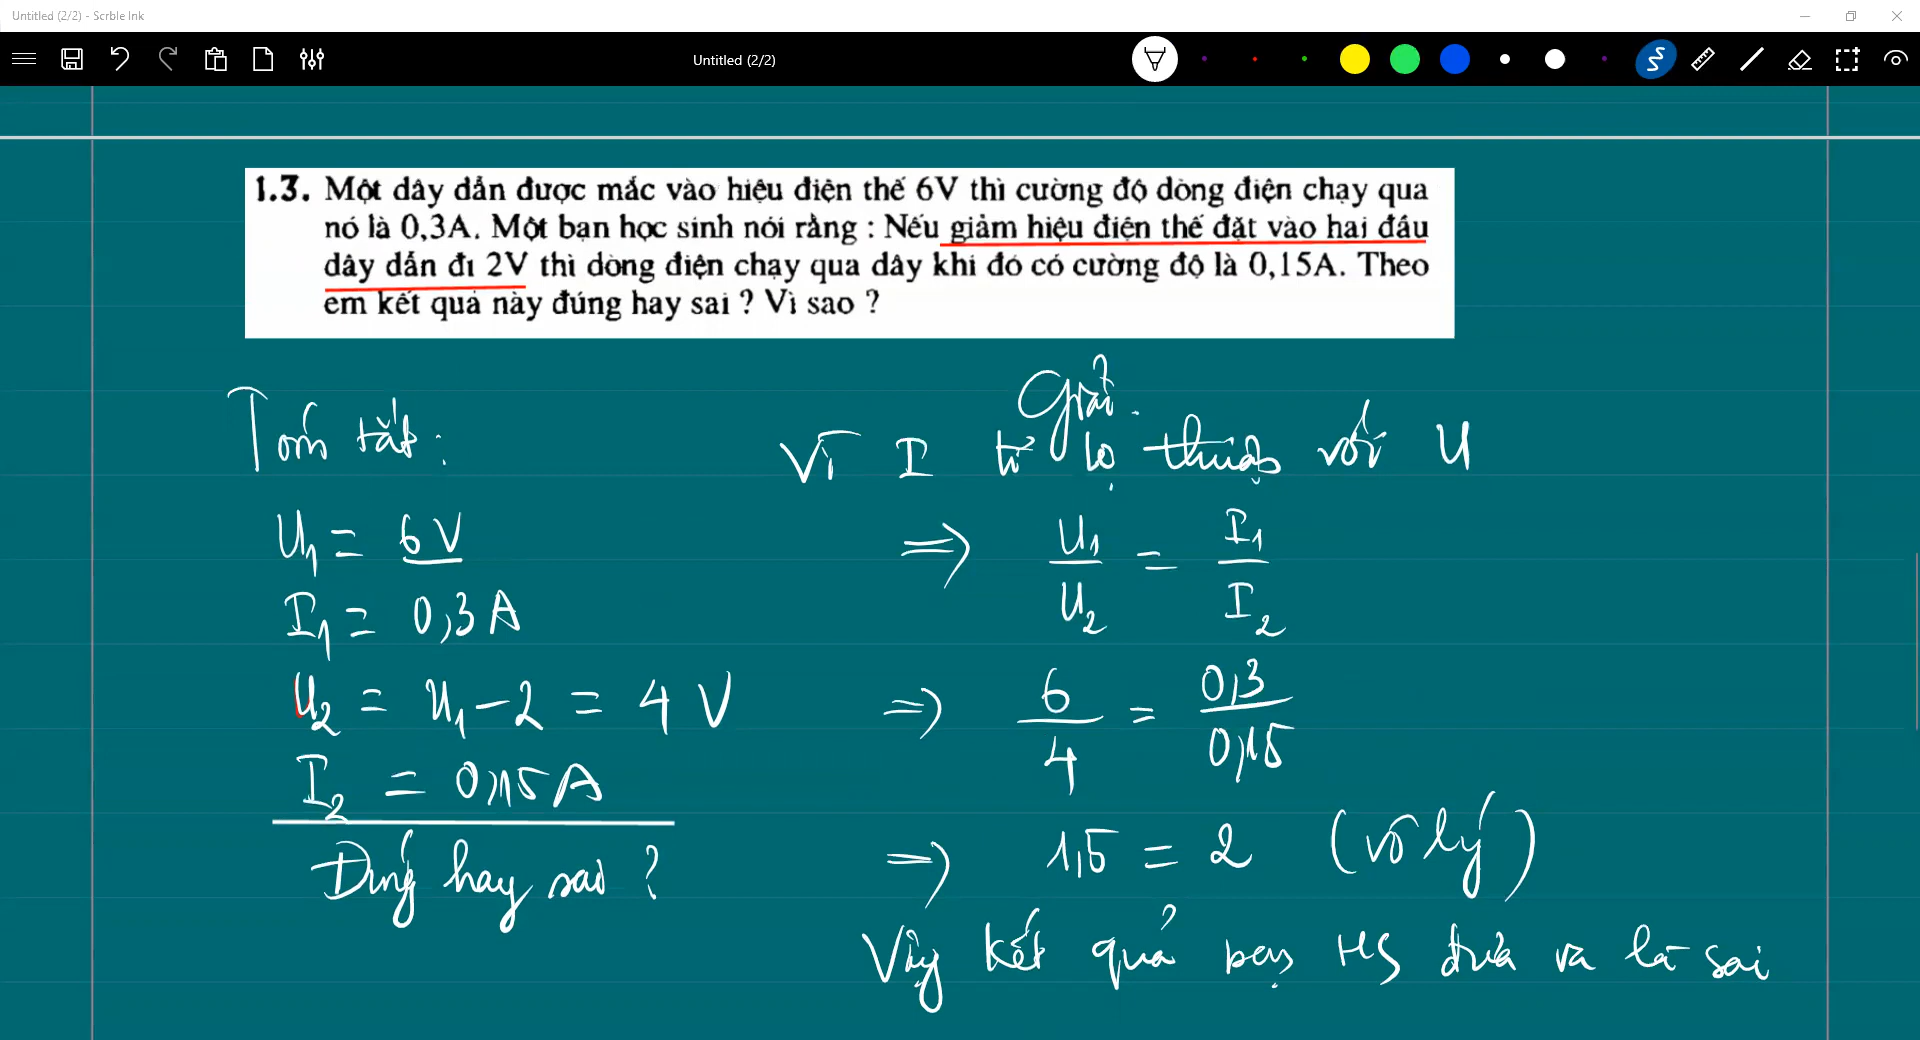 Untitled (2/2) - Scrble Ink
Untitled (2/2)
1.3. Một dây dẫn được mắc vào hiệu điện thế 6V thì cường độ dòng điện chạy qua
nó là 0,3A. Một bạn học sinh nói rằng : Nếu giảm hiệu điện thế đặt vào hai đầu
dây dẫn đi 2V thì dòng điện chạy qua dây khi đó có cường độ là 0,15A. Theo
em kết quả này đúng hay sai ? Vì sao ?
Tóm tắt:
U₁ = 6V
I₁ = 0,3A
U₂ = U₁ - 2 = 4 V
I₂ = 0,15A
Đúng hay sai ?
Giải.
Vì I tỉ lệ thuận với U
=> U₁/U₂ = I₁/I₂
=> 6/4 = 0,3/0,15
=> 1,5 = 2 (vô lý)
Vậy kết quả bạn HS đưa ra là sai